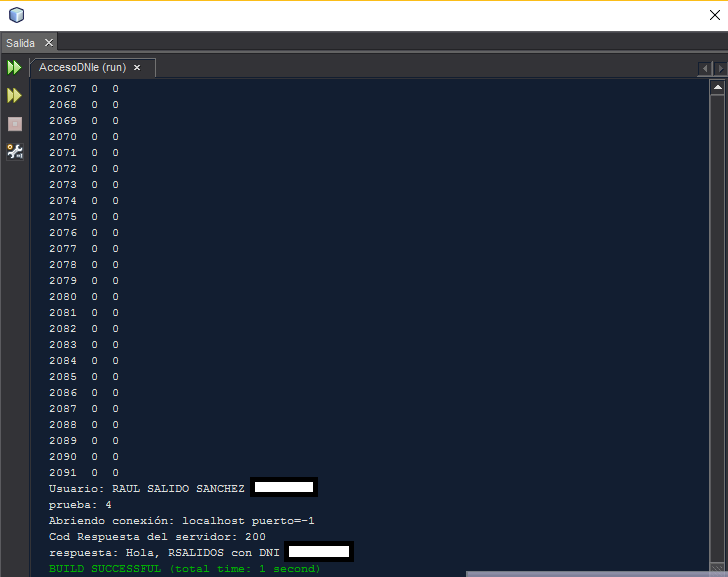 Salida
AccesoDNIe (run)
2067 0 0
2068 0 0
2069 0 0
2070 0 0
2071 0 0
2072 0 0
2073 0 0
2074 0 0
2075 0 0
2076 0 0
2077 0 0
2078 0 0
2079 0 0
2080 0 0
2081 0 0
2082 0 0
2083 0 0
2084 0 0
2085 0 0
2086 0 0
2087 0 0
2088 0 0
2089 0 0
2090 0 0
2091 0 0
Usuario: RAUL SALIDO SANCHEZ
prueba: 4
Abriendo conexión: localhost puerto=-1
Cod Respuesta del servidor: 200
respuesta: Hola, RSALIDOS con DNI
BUILD SUCCESSFUL (total time: 1 second)